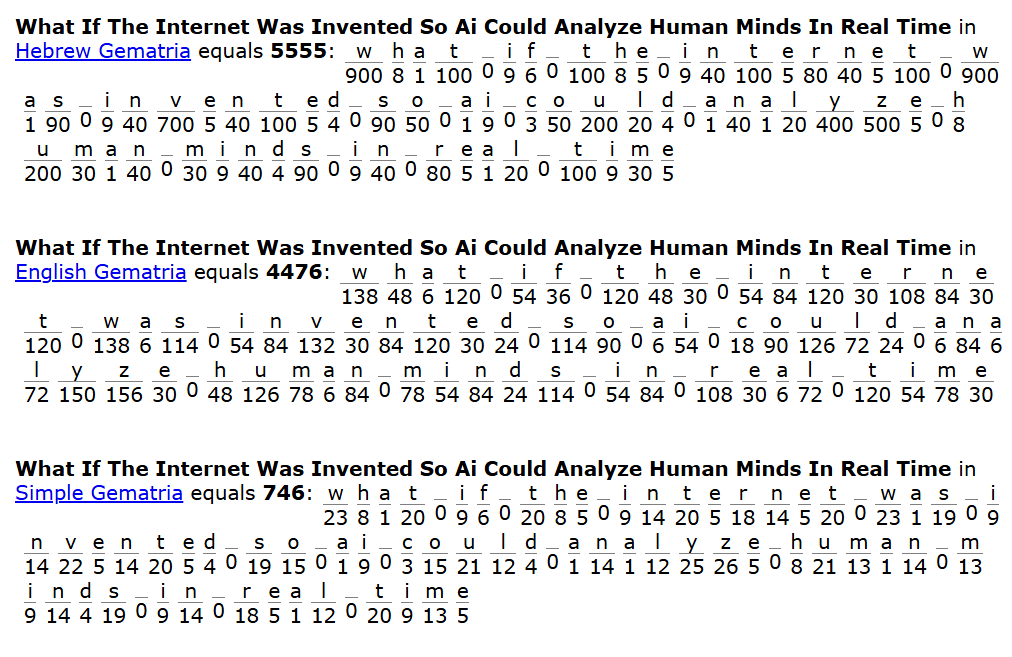 What If The Internet Was Invented So Ai Could Analyze Human Minds In Real Time in
Hebrew Gematria equals 5555: w h a t _ i f _ t h e _ i n t e r n e t _ w
900 8 1 100 0 9 6 0 100 8 5 0 9 40 100 5 80 40 5 100 0 900
a s _ i n v e n t e d _ s o _ a i _ c o u l d _ a n a l y z e _ h
1 90 0 9 40 700 5 40 100 5 4 0 90 50 0 1 9 0 3 50 200 20 4 0 1 40 1 20 400 500 5 0 8
u m a n _ m i n d s _ i n _ r e a l _ t i m e
200 30 1 40 0 30 9 40 4 90 0 9 40 0 80 5 1 20 0 100 9 30 5
What If The Internet Was Invented So Ai Could Analyze Human Minds In Real Time in
English Gematria equals 4476: w h a t _ i f _ t h e _ i n t e r n e
138 48 6 120 0 54 36 0 120 48 30 0 54 84 120 30 108 84 30
t _ w a s _ i n v e n t e d _ s o _ a i _ c o u l d _ a n a
120 0 138 6 114 0 54 84 132 30 84 120 30 24 0 114 90 0 6 54 0 18 90 126 72 24 0 6 84 6
l y z e _ h u m a n _ m i n d s _ i n _ r e a l _ t i m e
72 150 156 30 0 48 126 78 6 84 0 78 54 84 24 114 0 54 84 0 108 30 6 72 0 120 54 78 30
What If The Internet Was Invented So Ai Could Analyze Human Minds In Real Time in
Simple Gematria equals 746: w h a t _ i f _ t h e _ i n t e r n e t _ w a s _ i
23 8 1 20 0 9 6 0 20 8 5 0 9 14 20 5 18 14 5 20 0 23 1 19 0 9
n v e n t e d _ s o _ a i _ c o u l d _ a n a l y z e _ h u m a n _ m
14 22 5 14 20 5 4 0 19 15 0 1 9 0 3 15 21 12 4 0 1 14 1 12 25 26 5 0 8 21 13 1 14 0 13
i n d s _ i n _ r e a l _ t i m e
9 14 4 19 0 9 14 0 18 5 1 12 0 20 9 13 5